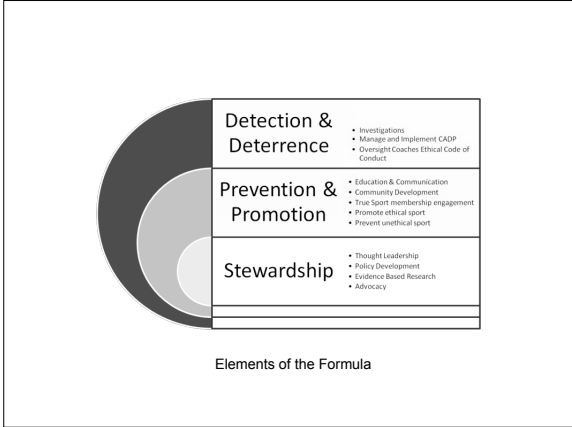 Detection &
Deterrence
• Investigations
• Manage and Implement CADP
• Oversight Coaches Ethical Code of
Conduct
Prevention &
Promotion
• Education & Communication
• Community Development
• True Sport membership engagement
• Promote ethical sport
• Prevent unethical sport
Stewardship
• Thought Leadership
• Policy Development
• Evidence Based Research
• Advocacy
Elements of the Formula